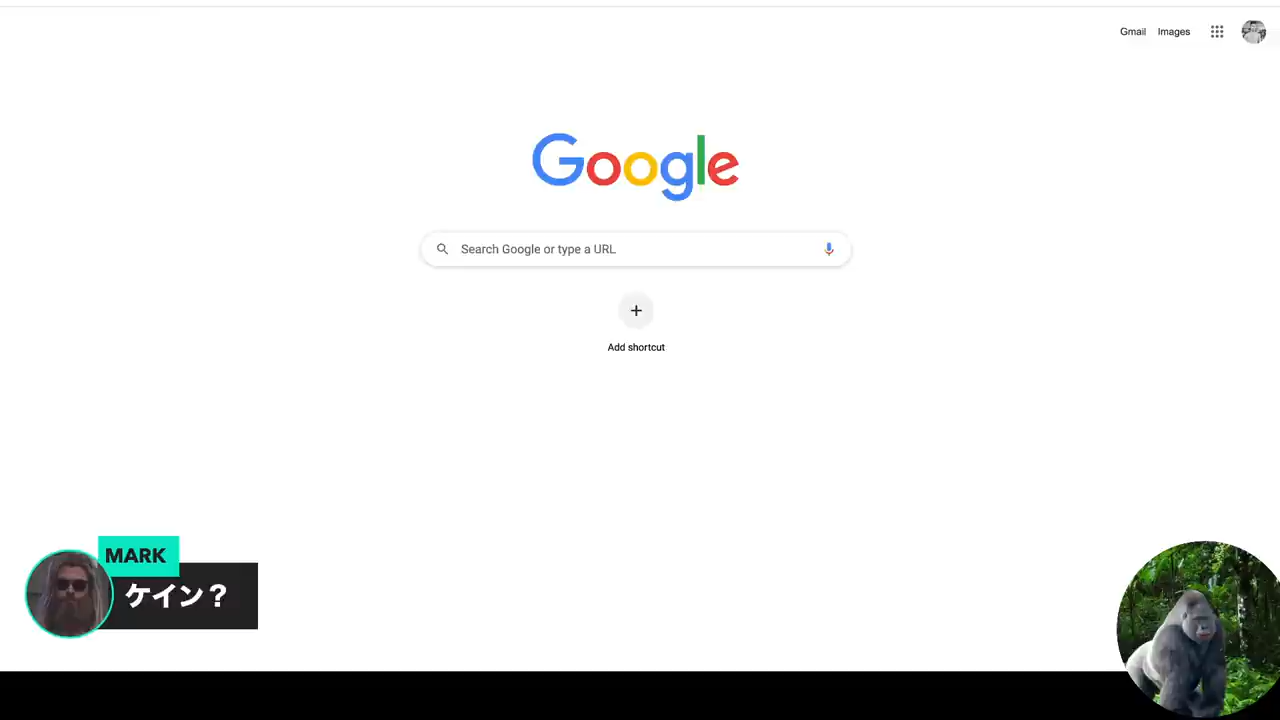 Gmail Images
Google
Search Google or type a URL
Add shortcut
MARK
ケイン？